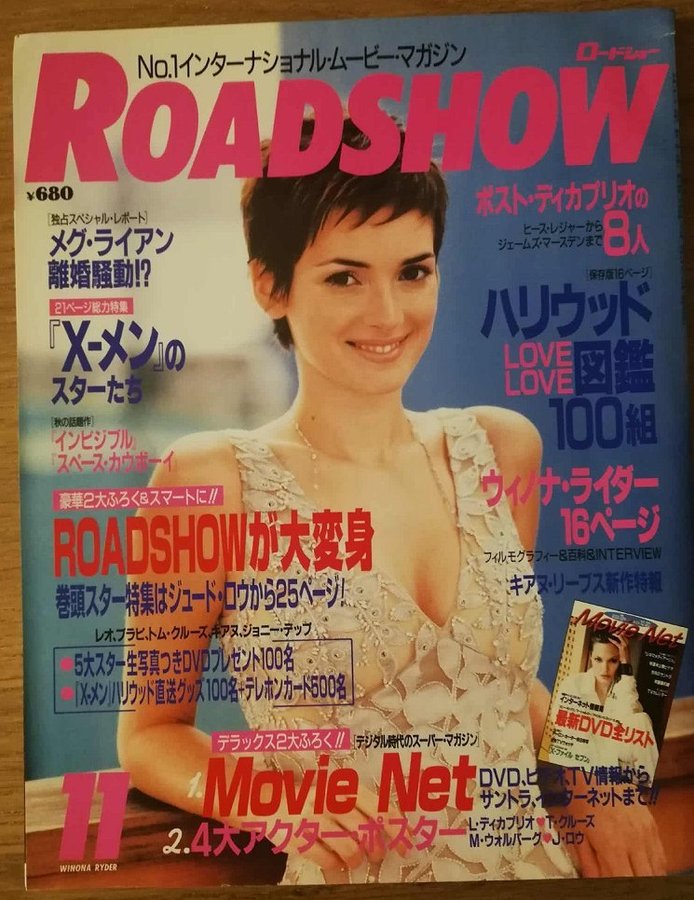 No.1インターナショナル・ムービー・マガジン
ロードショー
ROADSHOW
¥680
[独占スペシャル・レポート]
メグ・ライアン
離婚騒動!?
21ページ総力特集
『X-メン』の
スターたち
[秋の話題作]
『インビジブル』
『スペース・カウボーイ』
ポスト・ディカプリオの
ヒース・レジャーから
ジェームズ・マースデンまで
8人
[保存版16ページ]
ハリウッド
LOVE
LOVE
図鑑
100組
ウィノナ・ライダー
16ページ
フィルモグラフィー&百科&INTERVIEW
キアヌ・リーブス新作特報
豪華2大ふろく&スマートに!!
ROADSHOWが大変身
巻頭スター特集はジュード・ロウから25ページ!
レオ、ブラピ、トム・クルーズ、キアヌ、ジョニー・デップ
●5大スター生写真つきDVDプレゼント100名
●『X-メン』ハリウッド直送グッズ100名+テレホンカード500名
Movie Net
インターネット情報局
最新DVD全リスト
X-ファイル セブン
デラックス2大ふろく!!
『デジタル時代のスーパー・マガジン
1.Movie Net
DVD、ビデオ、TV情報から
サントラ、インターネットまで!!
2.4大アクター・ポスター
L・ディカプリオ♥T・クルーズ
M・ウォルバーグ♥J・ロウ
11
WINONA RYDER